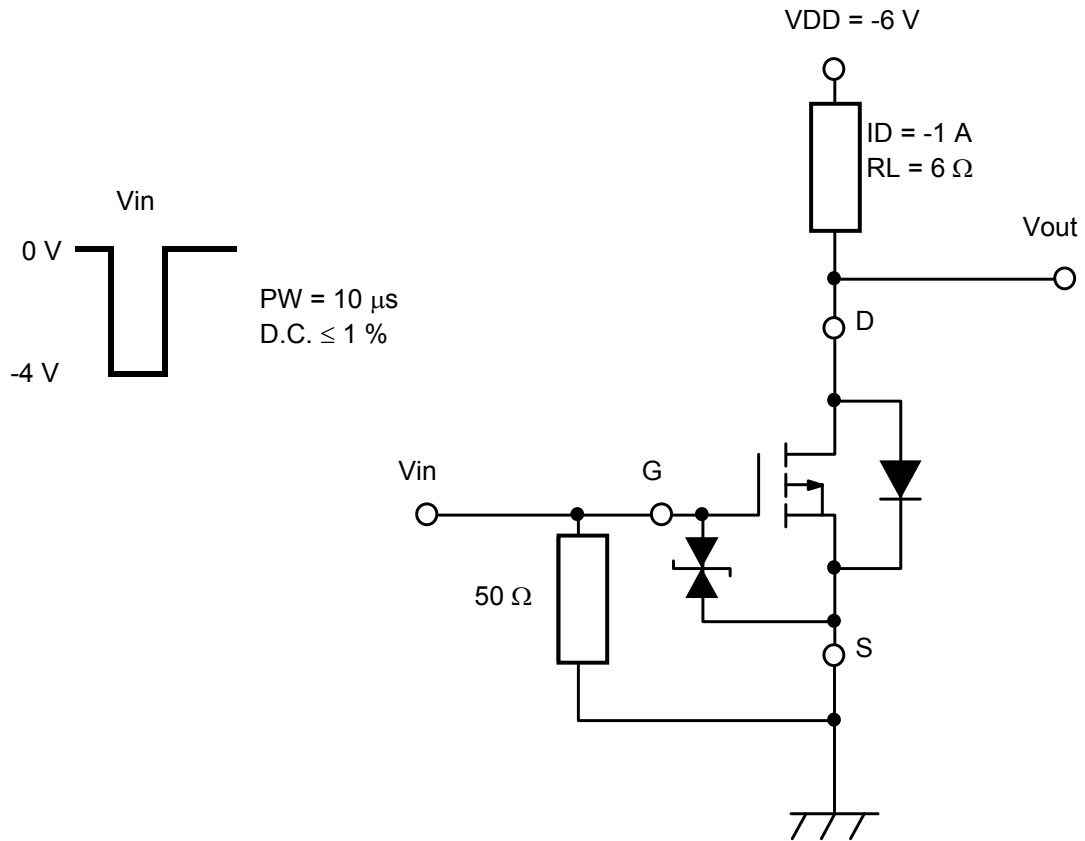 VDD = -6 V
ID = -1 A
RL = 6 Ω
Vin
Vout
0 V
PW = 10 μs
D.C. ≤ 1 %
D
-4 V
Vin
G
50 Ω
S